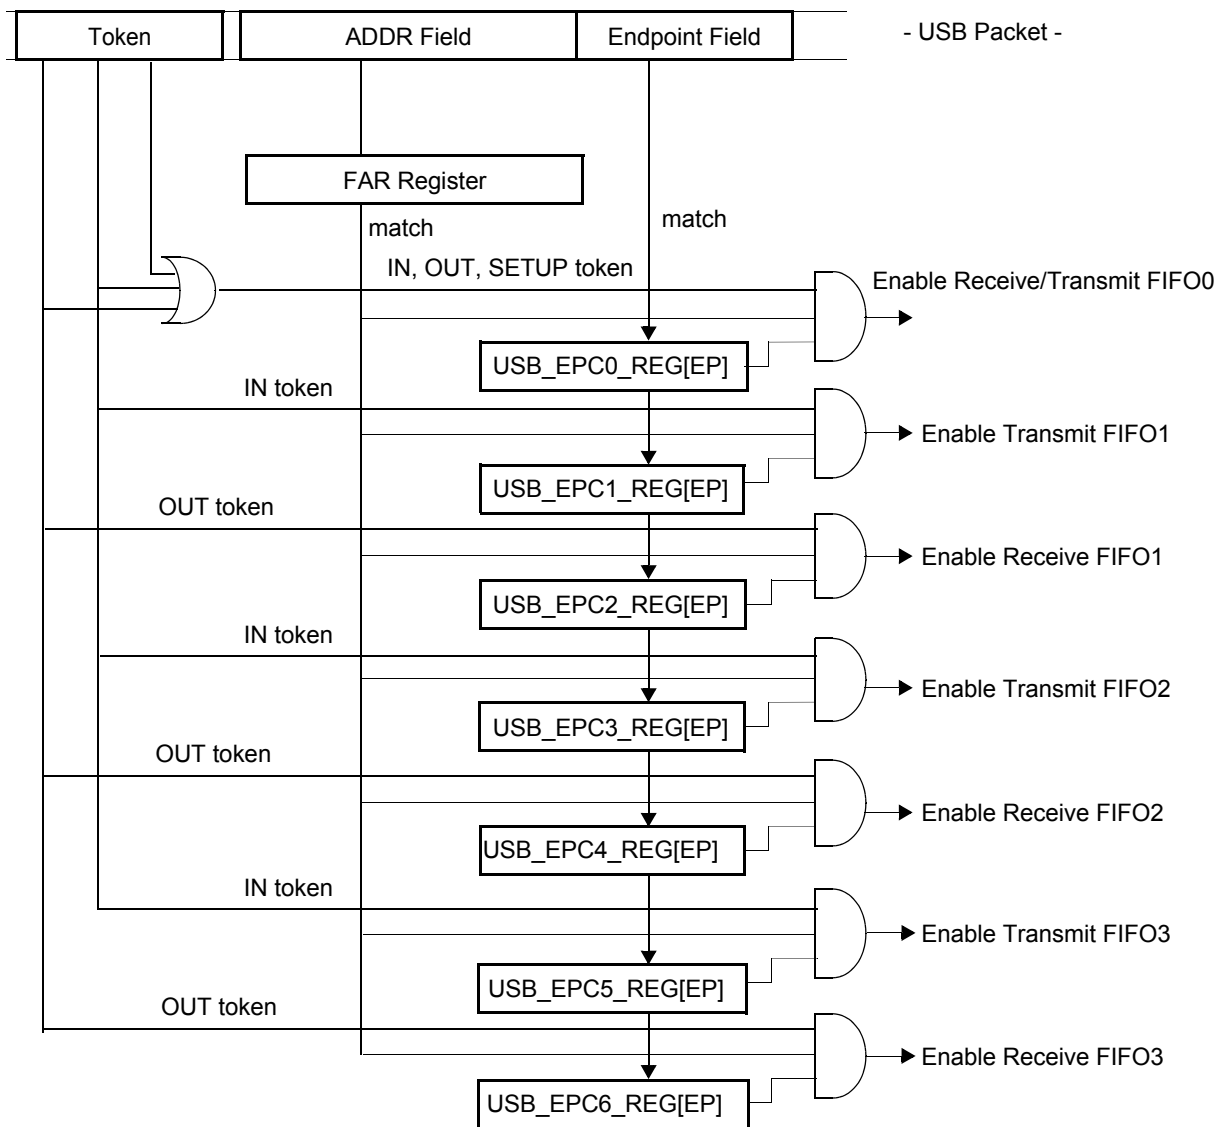 Token
ADDR Field
Endpoint Field
- USB Packet -
FAR Register
match
match
IN, OUT, SETUP token
Enable Receive/Transmit FIFO0
USB_EPC0_REG[EP]
IN token
Enable Transmit FIFO1
USB_EPC1_REG[EP]
OUT token
Enable Receive FIFO1
USB_EPC2_REG[EP]
IN token
Enable Transmit FIFO2
USB_EPC3_REG[EP]
OUT token
Enable Receive FIFO2
USB_EPC4_REG[EP]
IN token
Enable Transmit FIFO3
USB_EPC5_REG[EP]
OUT token
Enable Receive FIFO3
USB_EPC6_REG[EP]